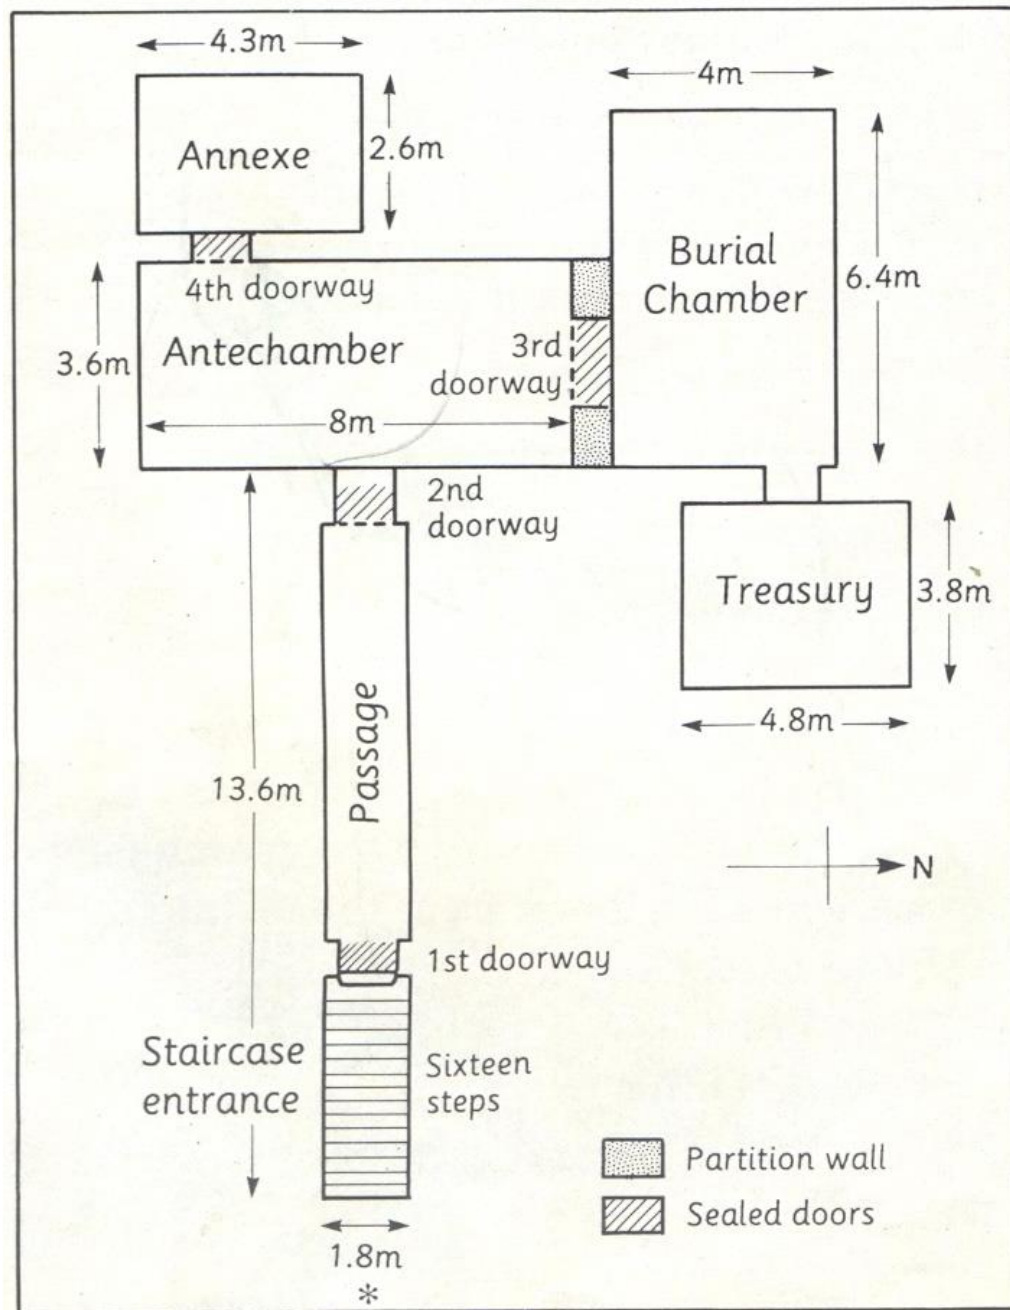 4.3m
4m
Annexe
2.6m
Burial
Chamber
6.4m
4th doorway
Antechamber
3.6m
3rd
doorway
8m
2nd
doorway
Treasury
3.8m
4.8m
Passage
13.6m
N
1st doorway
Staircase
entrance
Sixteen
steps
Partition wall
Sealed doors
1.8m
*